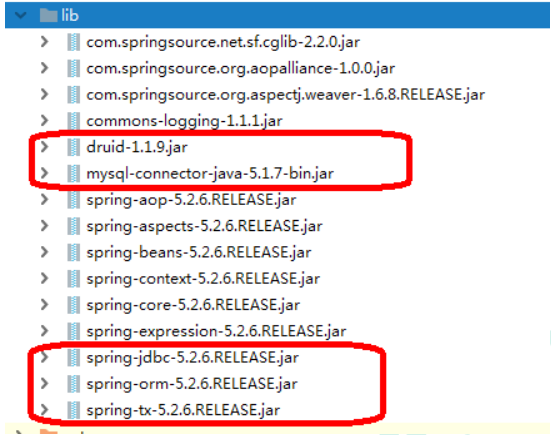 lib
com.springsource.net.sf.cglib-2.2.0.jar
com.springsource.org.aopalliance-1.0.0.jar
com.springsource.org.aspectj.weaver-1.6.8.RELEASE.jar
commons-logging-1.1.1.jar
druid-1.1.9.jar
mysql-connector-java-5.1.7-bin.jar
spring-aop-5.2.6.RELEASE.jar
spring-aspects-5.2.6.RELEASE.jar
spring-beans-5.2.6.RELEASE.jar
spring-context-5.2.6.RELEASE.jar
spring-core-5.2.6.RELEASE.jar
spring-expression-5.2.6.RELEASE.jar
spring-jdbc-5.2.6.RELEASE.jar
spring-orm-5.2.6.RELEASE.jar
spring-tx-5.2.6.RELEASE.jar